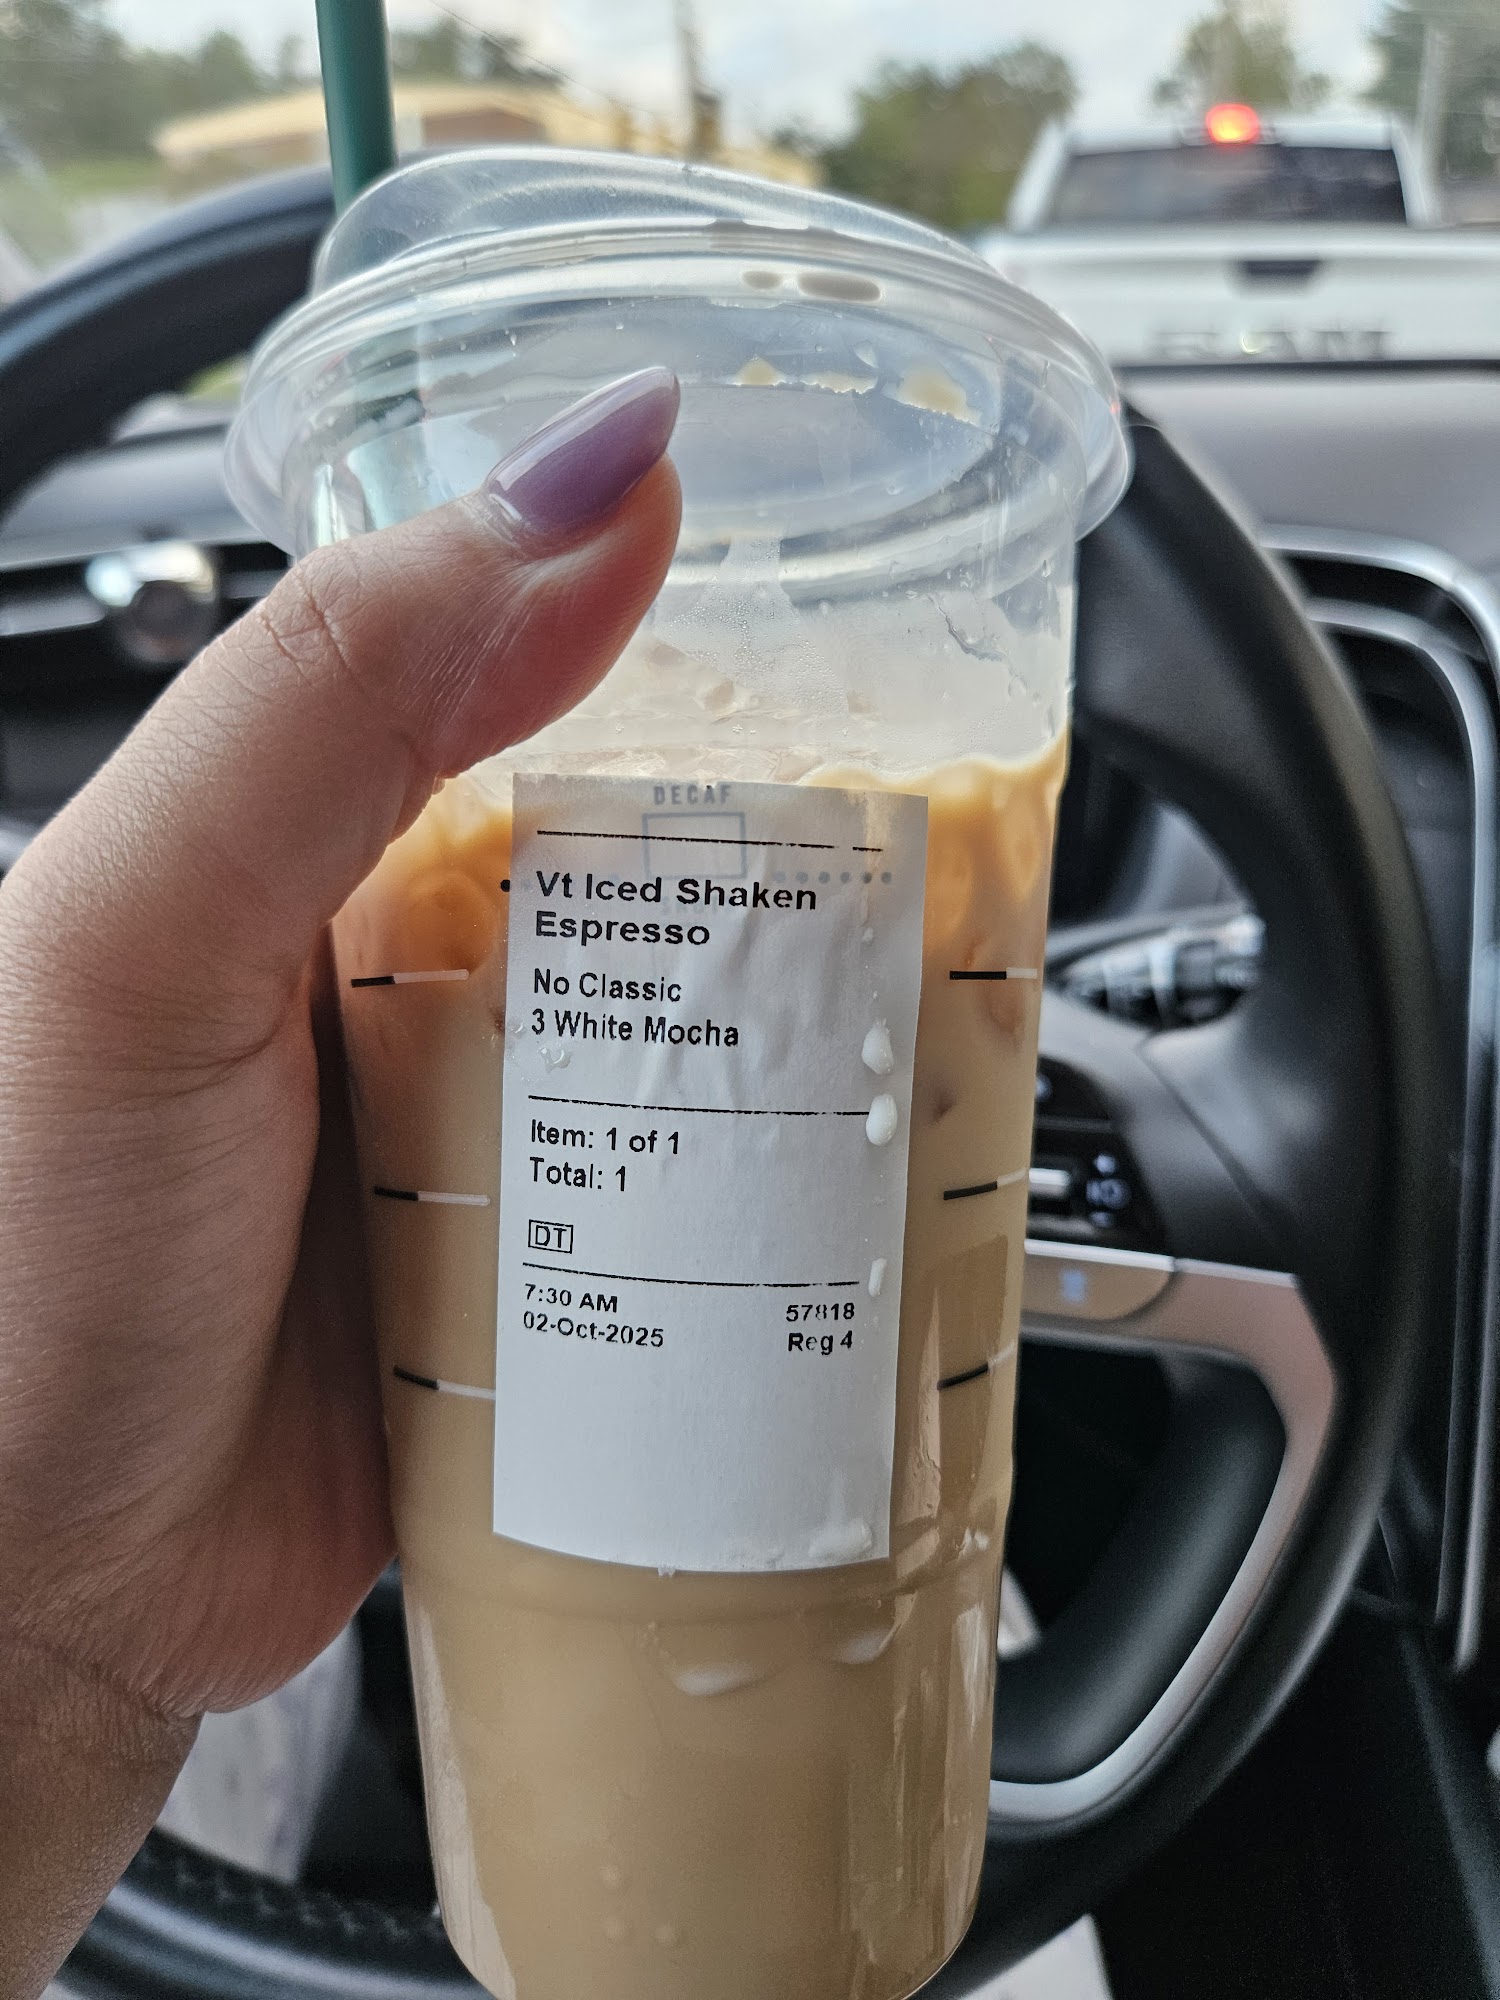 RAM
DECAF
Vt Iced Shaken
Espresso
No Classic
3 White Mocha
Item: 1 of 1
Total: 1
DT
7:30 AM 57818
02-Oct-2025 Reg 4